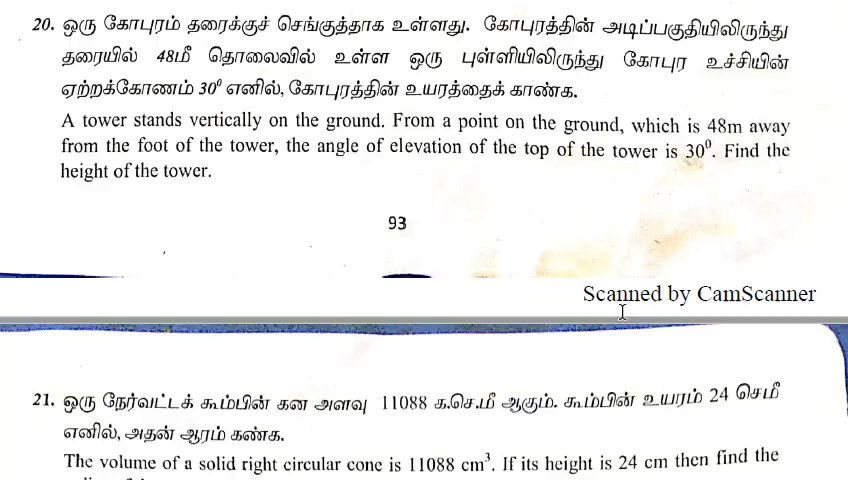 20. ஒரு கோபுரம் தரைக்குச் செங்குத்தாக உள்ளது. கோபுரத்தின் அடிப்பகுதியிலிருந்து
தரையில் 48மீ தொலைவில் உள்ள ஒரு புள்ளியிலிருந்து கோபுர உச்சியின்
ஏற்றக்கோணம் 30⁰ எனில், கோபுரத்தின் உயரத்தைக் காண்க.
A tower stands vertically on the ground. From a point on the ground, which is 48m away
from the foot of the tower, the angle of elevation of the top of the tower is 30⁰. Find the
height of the tower.
93
Scanned by CamScanner
21. ஒரு நேர்வட்டக் கூம்பின் கன அளவு 11088 க.செ.மீ ஆகும். கூம்பின் உயரம் 24 செமீ
எனில், அதன் ஆரம் கண்க.
The volume of a solid right circular cone is 11088 cm³. If its height is 24 cm then find the